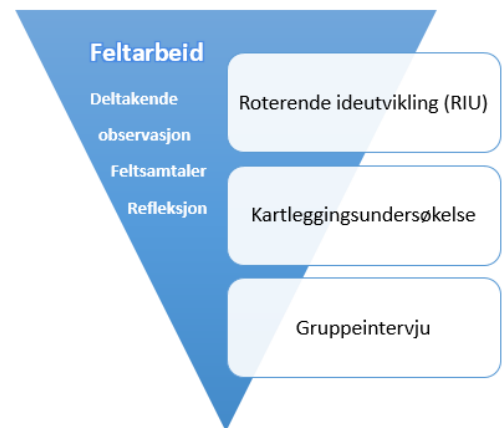 Feltarbeid
Deltakende
observasjon
Feltsamtaler
Refleksjon
Roterende ideutvikling (RIU)
Kartleggingsundersøkelse
Gruppeintervju